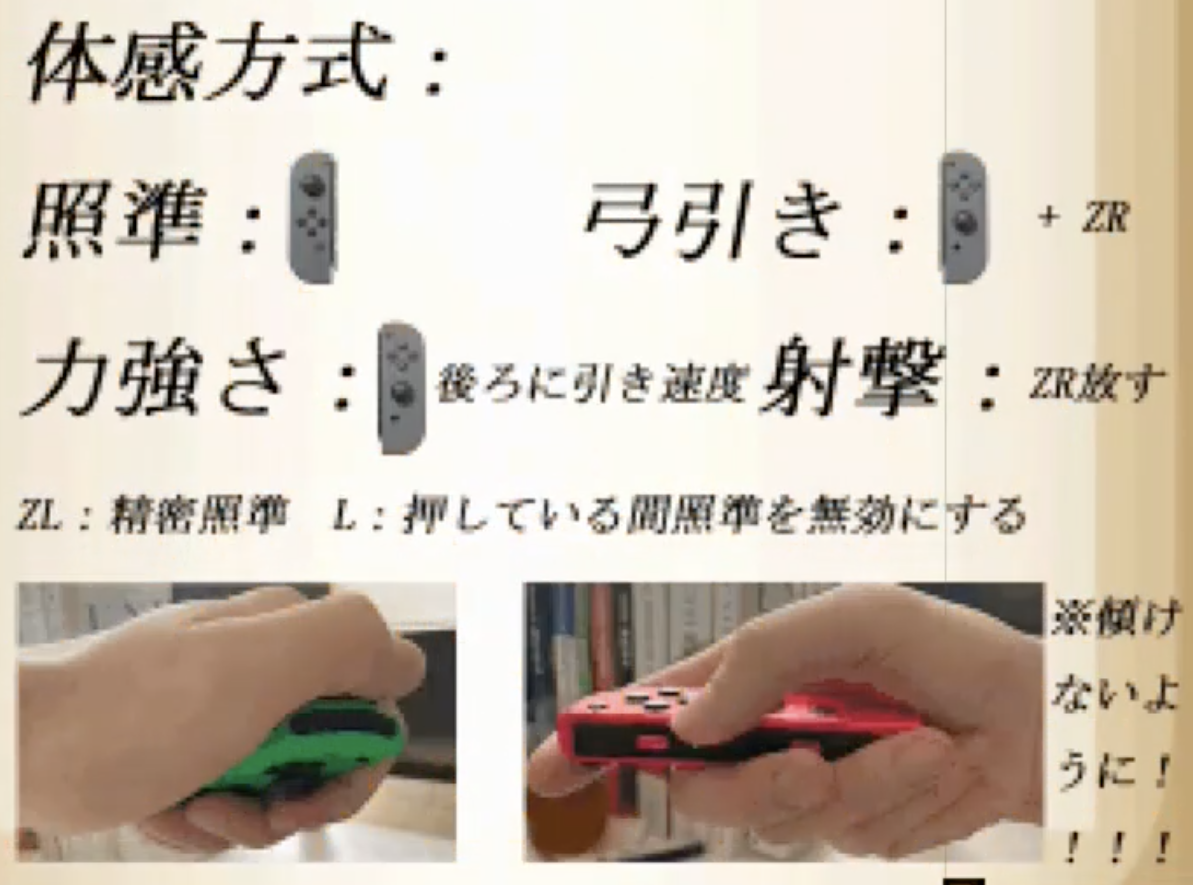 体感方式：
照準： 弓引き： + ZR
力強さ： 後ろに引き速度 射撃：ZR放す
ZL：精密照準 L：押している間照準を無効にする
※傾け
ないよ
うに！
！！！